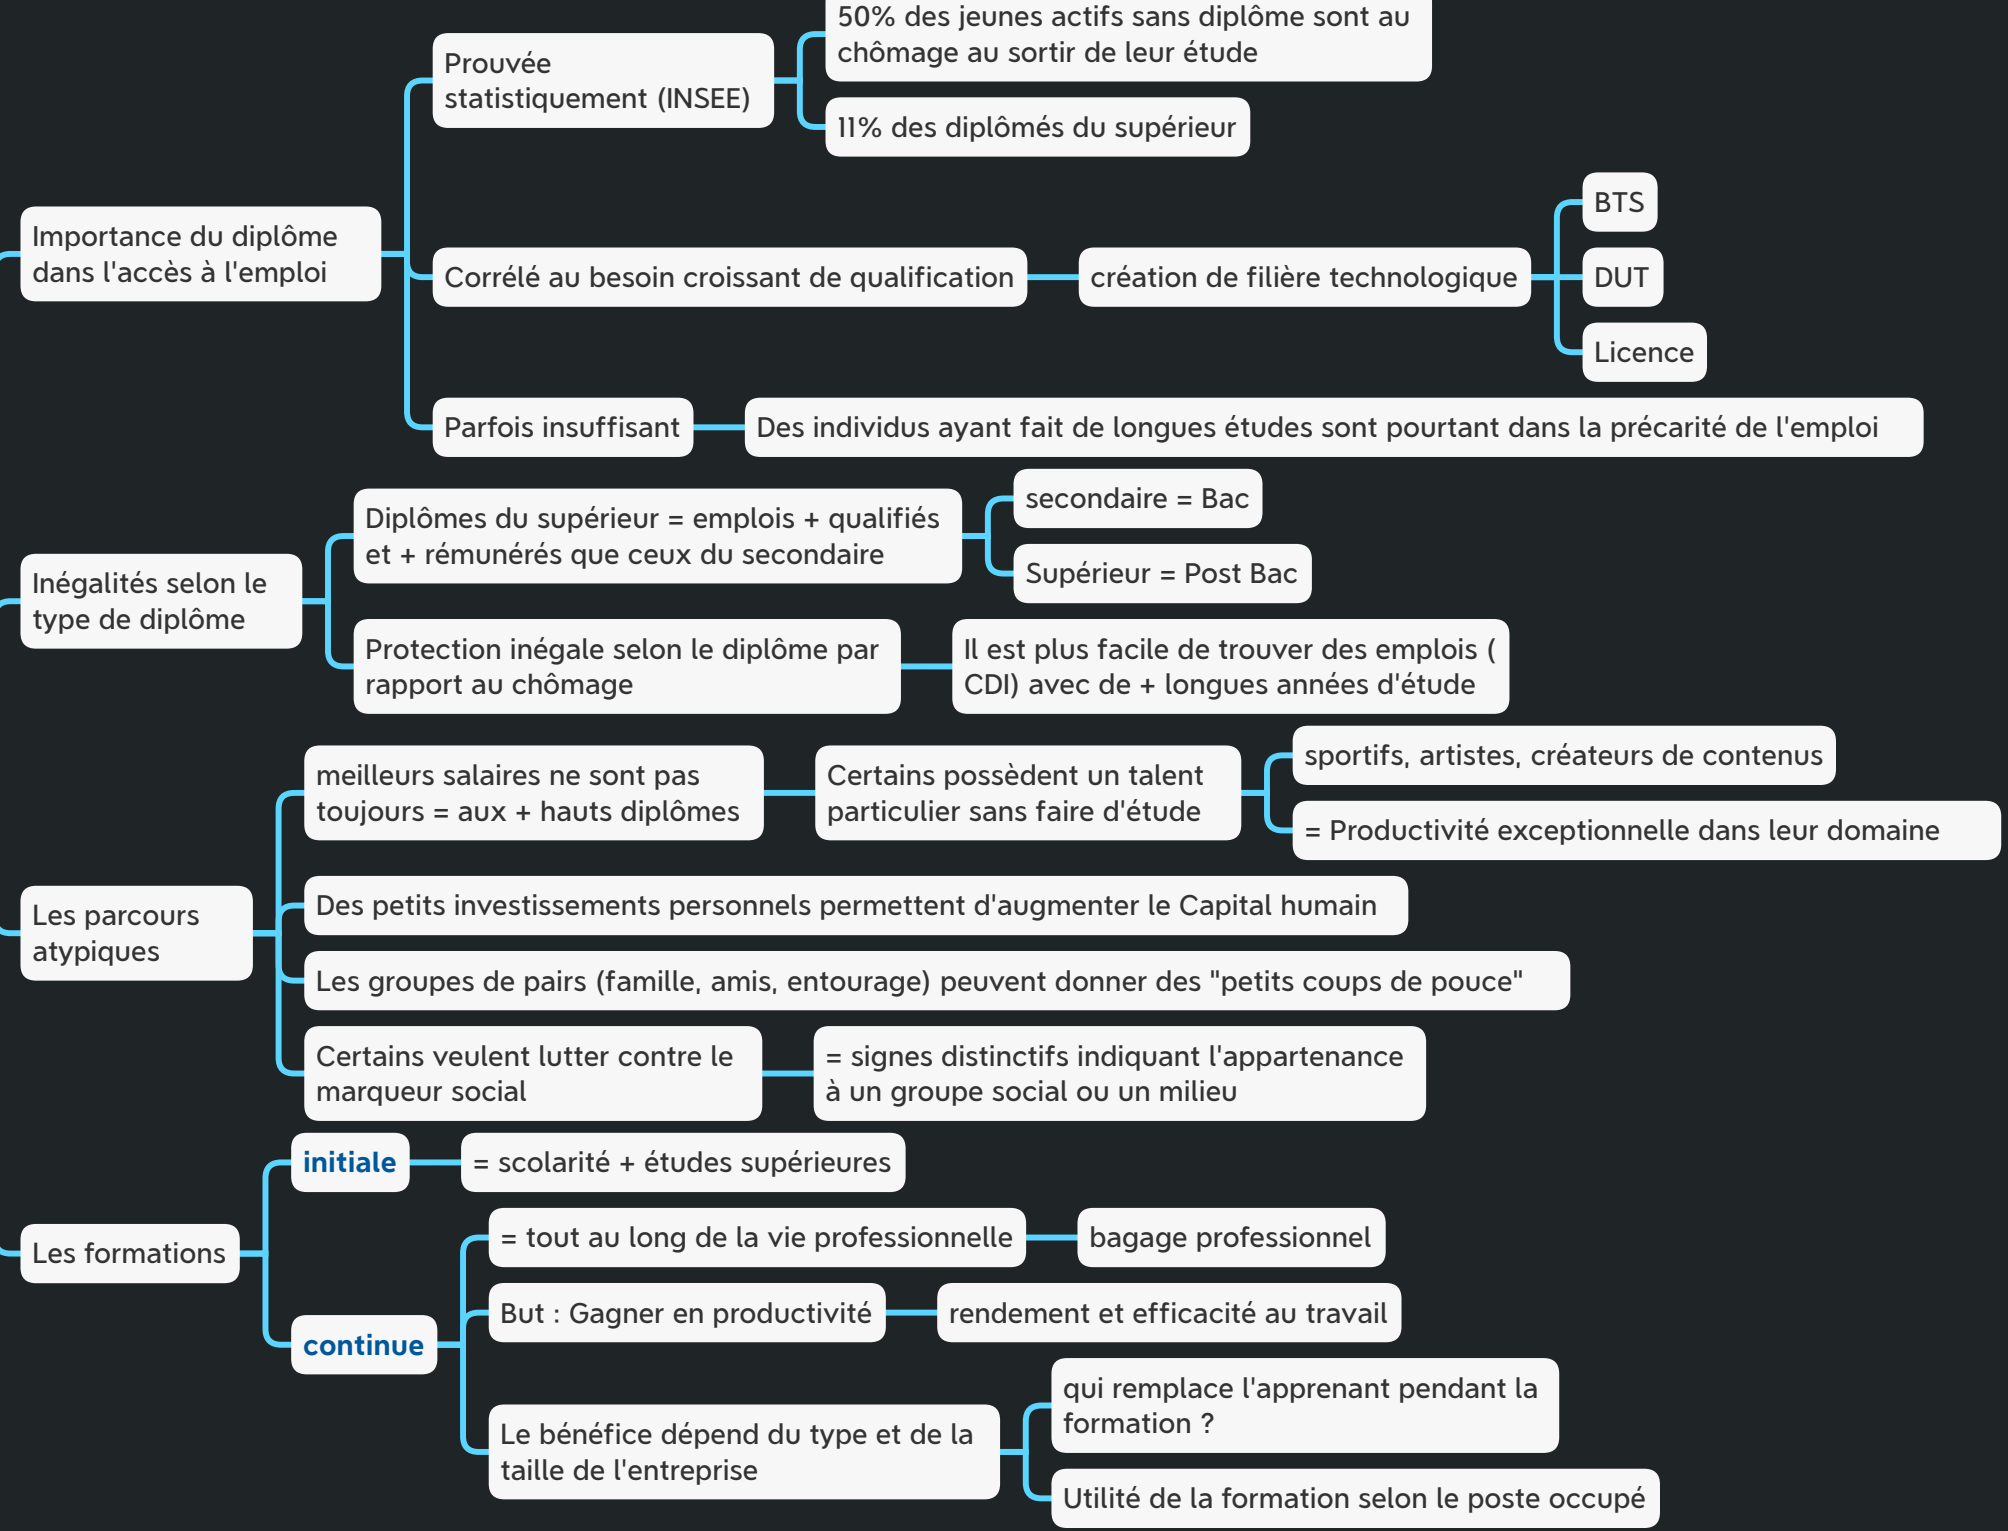 50% des jeunes actifs sans diplôme sont au
chômage au sortir de leur étude
Prouvée
statistiquement (INSEE)
11% des diplômés du supérieur
Importance du diplôme
dans l'accès à l'emploi
BTS
Corrélé au besoin croissant de qualification
création de filière technologique
DUT
Licence
Parfois insuffisant
Des individus ayant fait de longues études sont pourtant dans la précarité de l'emploi
Inégalités selon le
type de diplôme
Diplômes du supérieur = emplois + qualifiés
et + rémunérés que ceux du secondaire
secondaire = Bac
Supérieur = Post Bac
Protection inégale selon le diplôme par
rapport au chômage
Il est plus facile de trouver des emplois (
CDI) avec de + longues années d'étude
Les parcours
atypiques
meilleurs salaires ne sont pas
toujours = aux + hauts diplômes
Certains possèdent un talent
particulier sans faire d'étude
sportifs, artistes, créateurs de contenus
= Productivité exceptionnelle dans leur domaine
Des petits investissements personnels permettent d'augmenter le Capital humain
Les groupes de pairs (famille, amis, entourage) peuvent donner des "petits coups de pouce"
Certains veulent lutter contre le
marqueur social
= signes distinctifs indiquant l'appartenance
à un groupe social ou un milieu
Les formations
initiale
= scolarité + études supérieures
continue
= tout au long de la vie professionnelle
bagage professionnel
But : Gagner en productivité
rendement et efficacité au travail
Le bénéfice dépend du type et de la
taille de l'entreprise
qui remplace l'apprenant pendant la
formation ?
Utilité de la formation selon le poste occupé